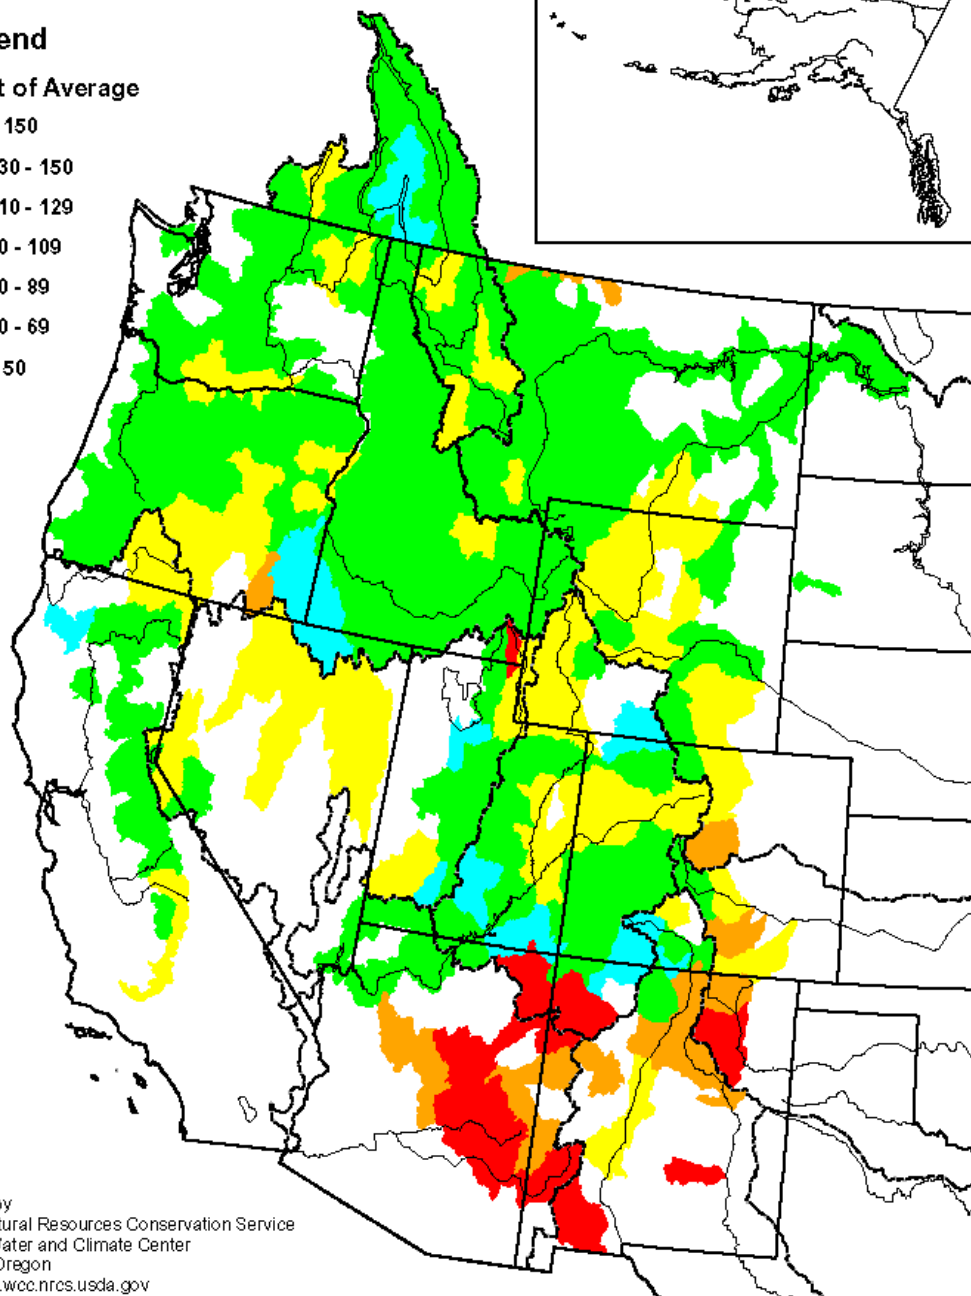 end
t of Average
150
30 - 150
10 - 129
0 - 109
0 - 89
0 - 69
50
by
tural Resources Conservation Service
Water and Climate Center
Oregon
.wcc.nrcs.usda.gov